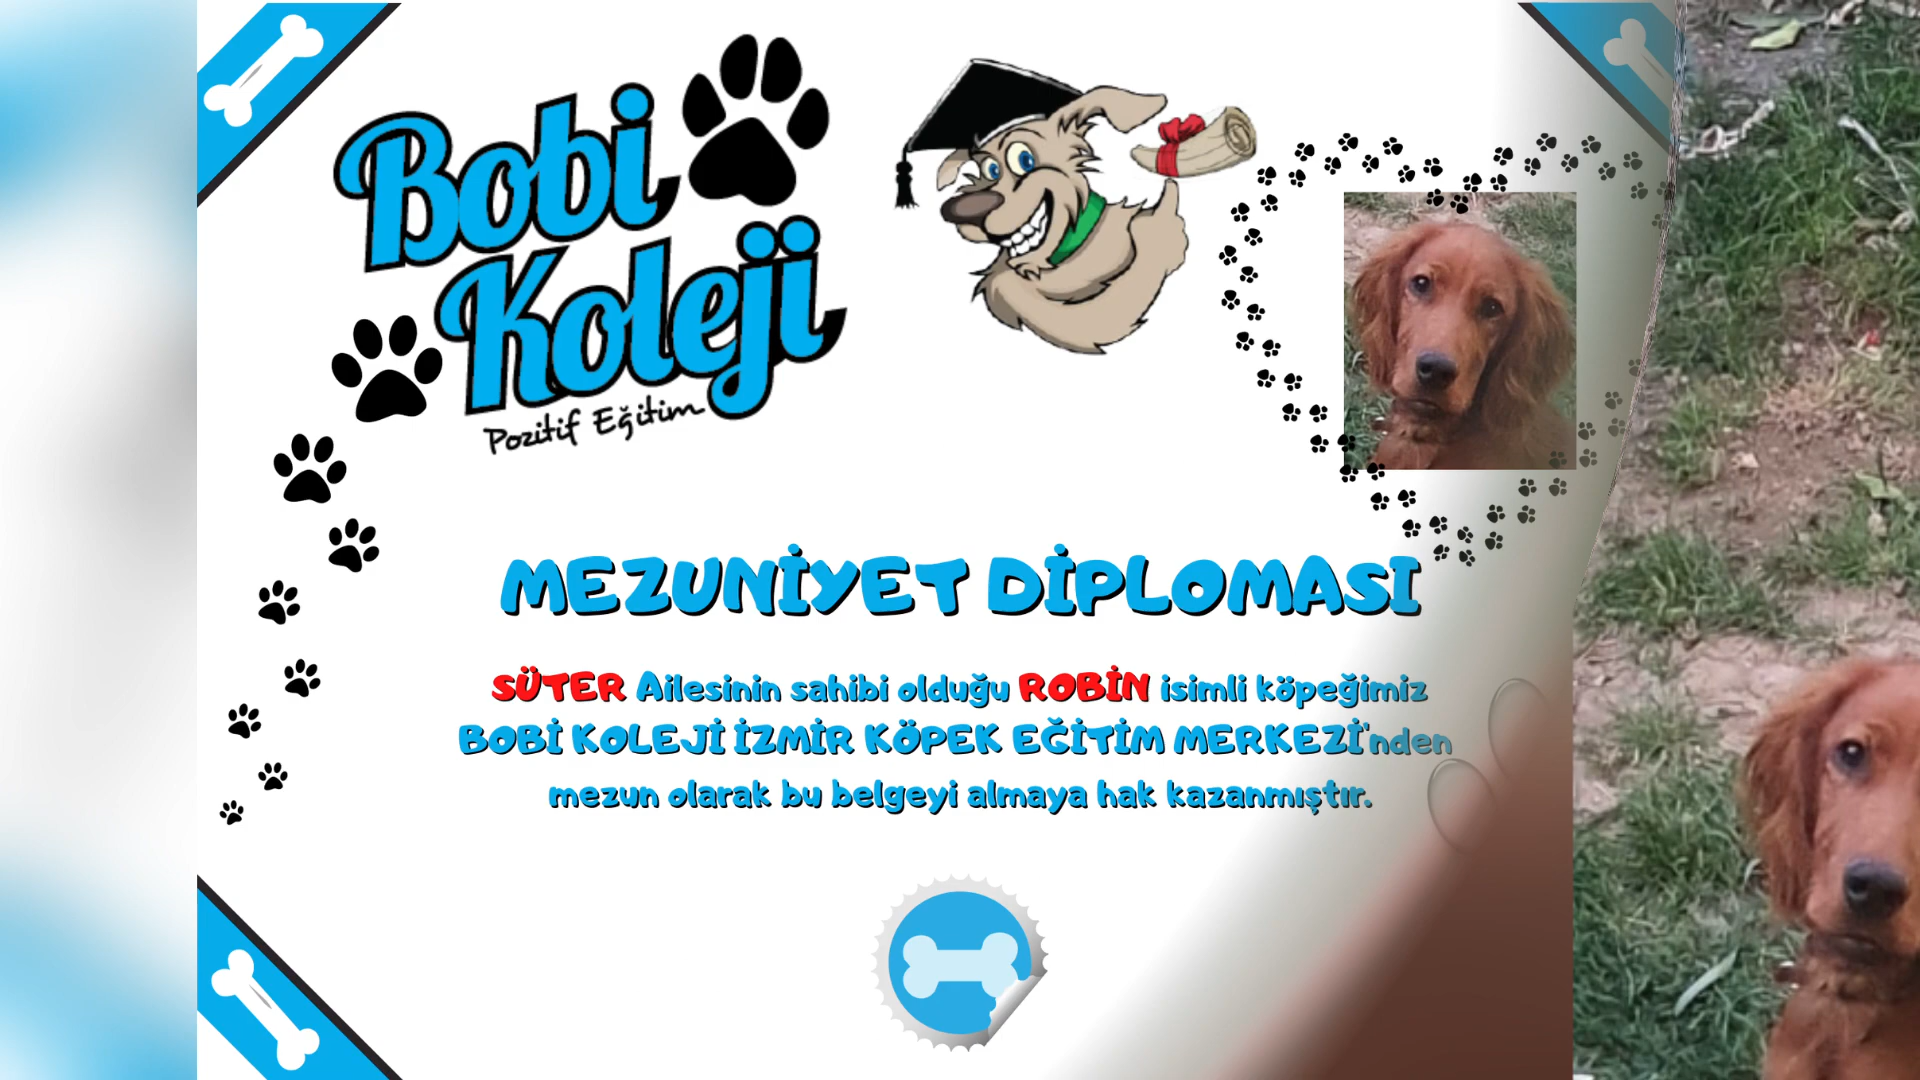 Bobi
Koleji
Pozitif Eğitim
MEZUNİYET DİPLOMASI
SÜTER Ailesinin sahibi olduğu ROBİN isimli köpeğimiz
BOBİ KOLEJİ İZMİR KÖPEK EĞİTİM MERKEZİ'nden
mezun olarak bu belgeyi almaya hak kazanmıştır.